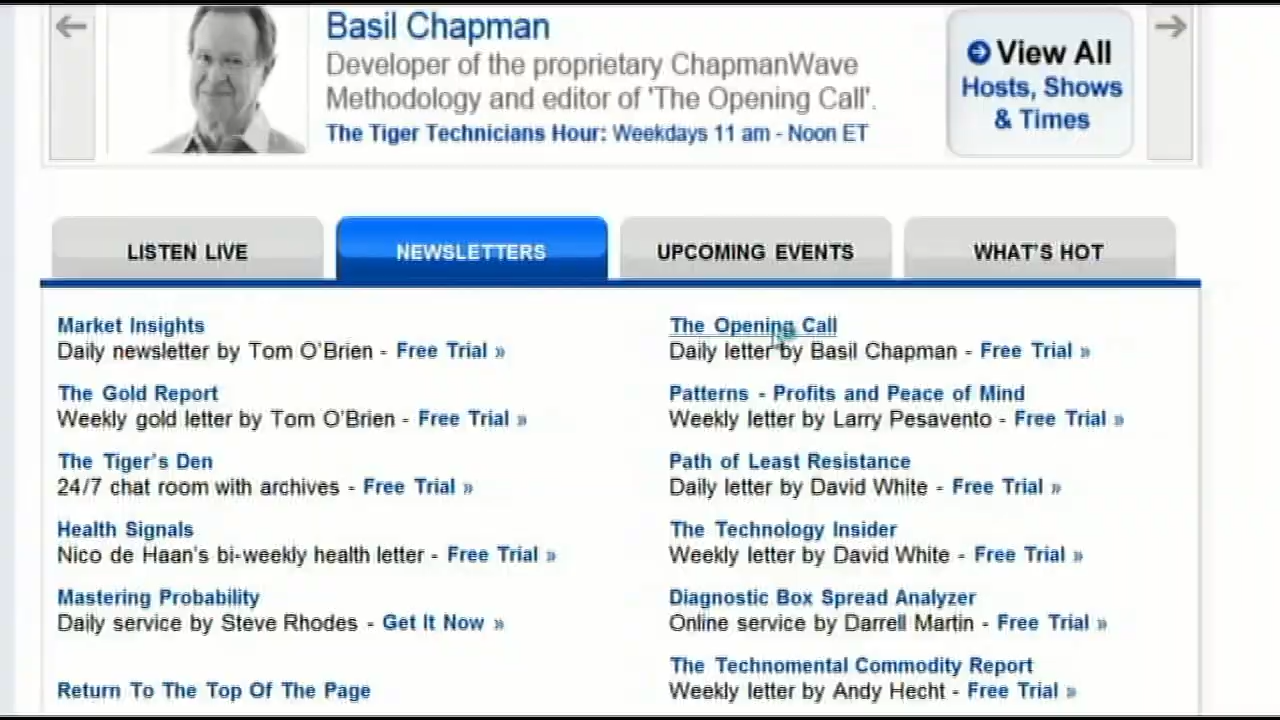 Basil Chapman
Developer of the proprietary ChapmanWave
Methodology and editor of 'The Opening Call'.
The Tiger Technicians Hour: Weekdays 11 am - Noon ET
View All
Hosts, Shows
& Times
LISTEN LIVE
NEWSLETTERS
UPCOMING EVENTS
WHAT'S HOT
Market Insights
Daily newsletter by Tom O'Brien - Free Trial »
The Gold Report
Weekly gold letter by Tom O'Brien - Free Trial »
The Tiger's Den
24/7 chat room with archives - Free Trial »
Health Signals
Nico de Haan's bi-weekly health letter - Free Trial »
Mastering Probability
Daily service by Steve Rhodes - Get It Now »
Return To The Top Of The Page
The Opening Call
Daily letter by Basil Chapman - Free Trial »
Patterns - Profits and Peace of Mind
Weekly letter by Larry Pesavento - Free Trial »
Path of Least Resistance
Daily letter by David White - Free Trial »
The Technology Insider
Weekly letter by David White - Free Trial »
Diagnostic Box Spread Analyzer
Online service by Darrell Martin - Free Trial »
The Technomental Commodity Report
Weekly letter by Andy Hecht - Free Trial »